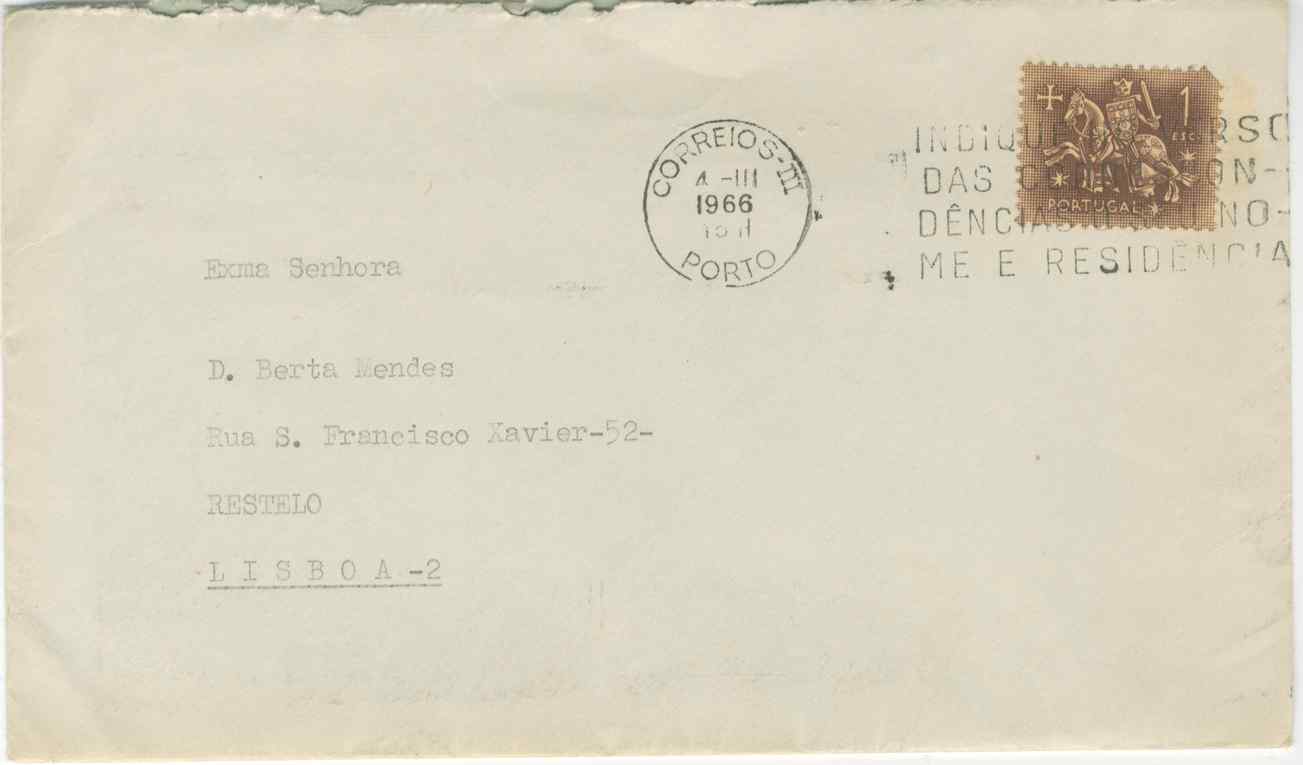 CORREIOS-III
4 -III
1966
PORTO
INDIQUE
DAS
ME E RESIDÊNCIA
1
ESC.
PORTUGAL
Exma Senhora
D. Berta Mendes
Rua S. Francisco Xavier-52-
RESTELO
L I S B O A -2